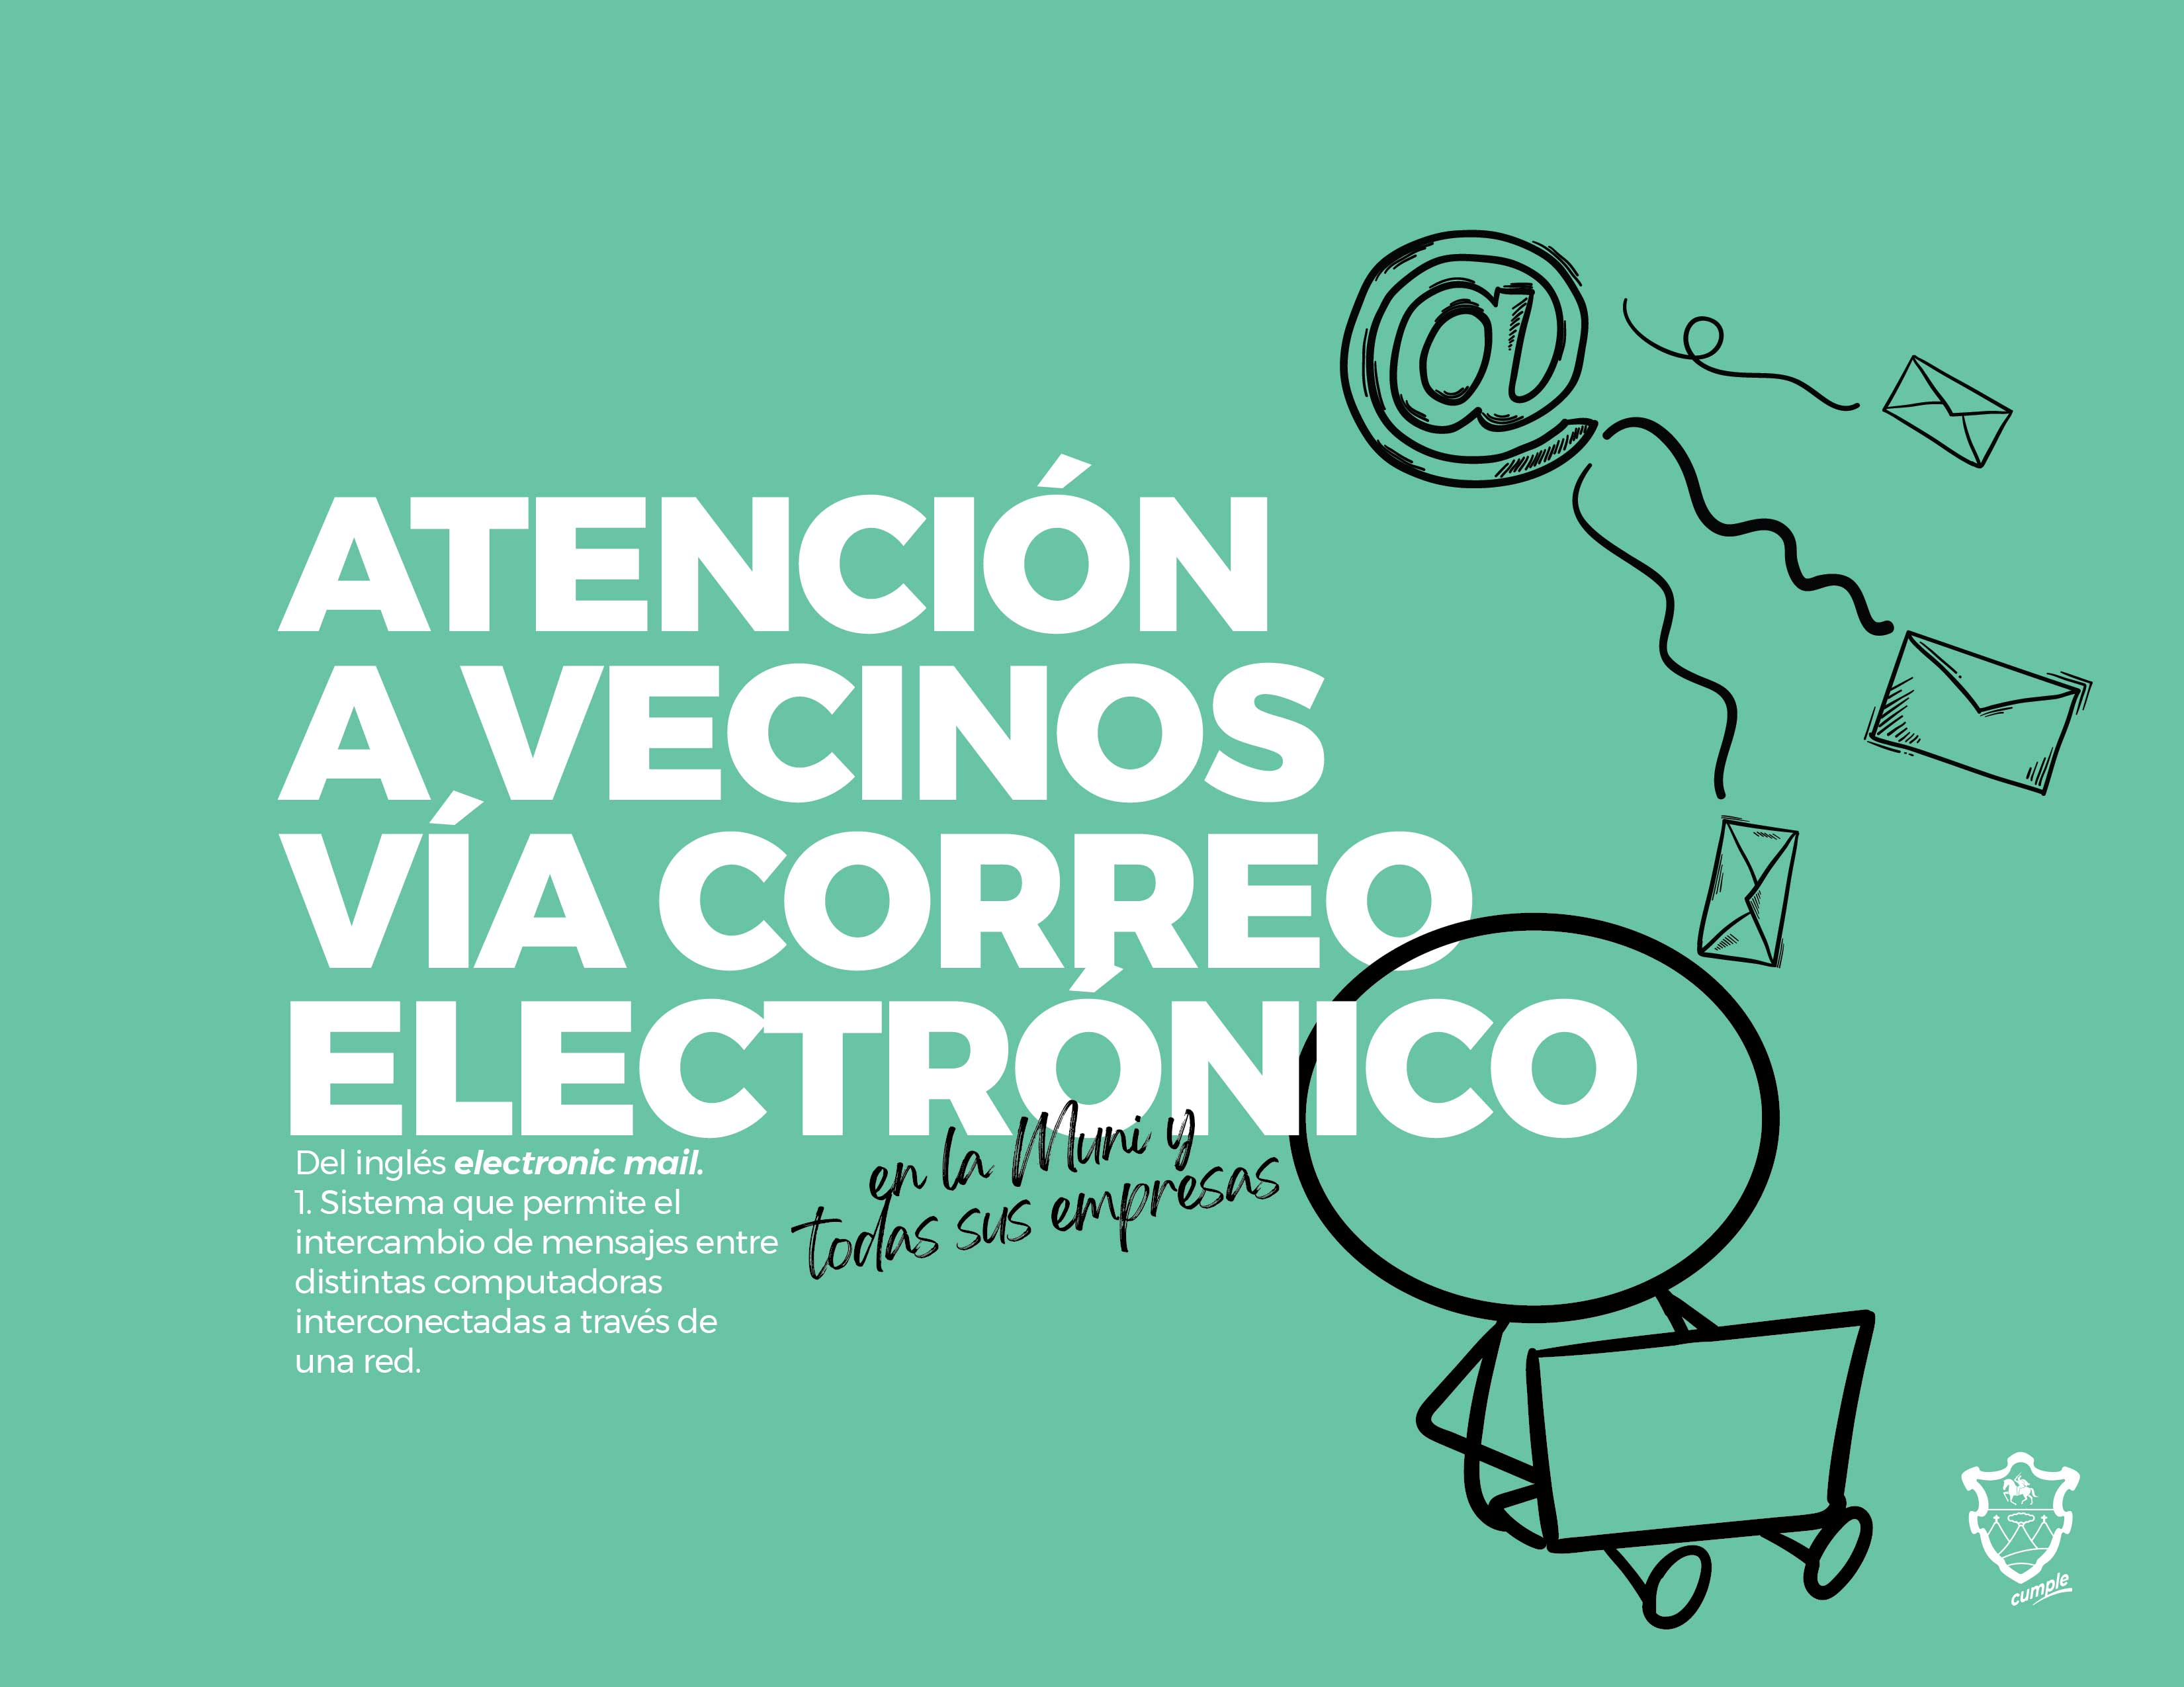 ATENCIÓN
A VECINOS
VÍA CORREO
ELECTRÓNICO
en la Muni y
todas sus empresas
Del inglés electronic mail.
1. Sistema que permite el
intercambio de mensajes entre
distintas computadoras
interconectadas a través de
una red.
cumple